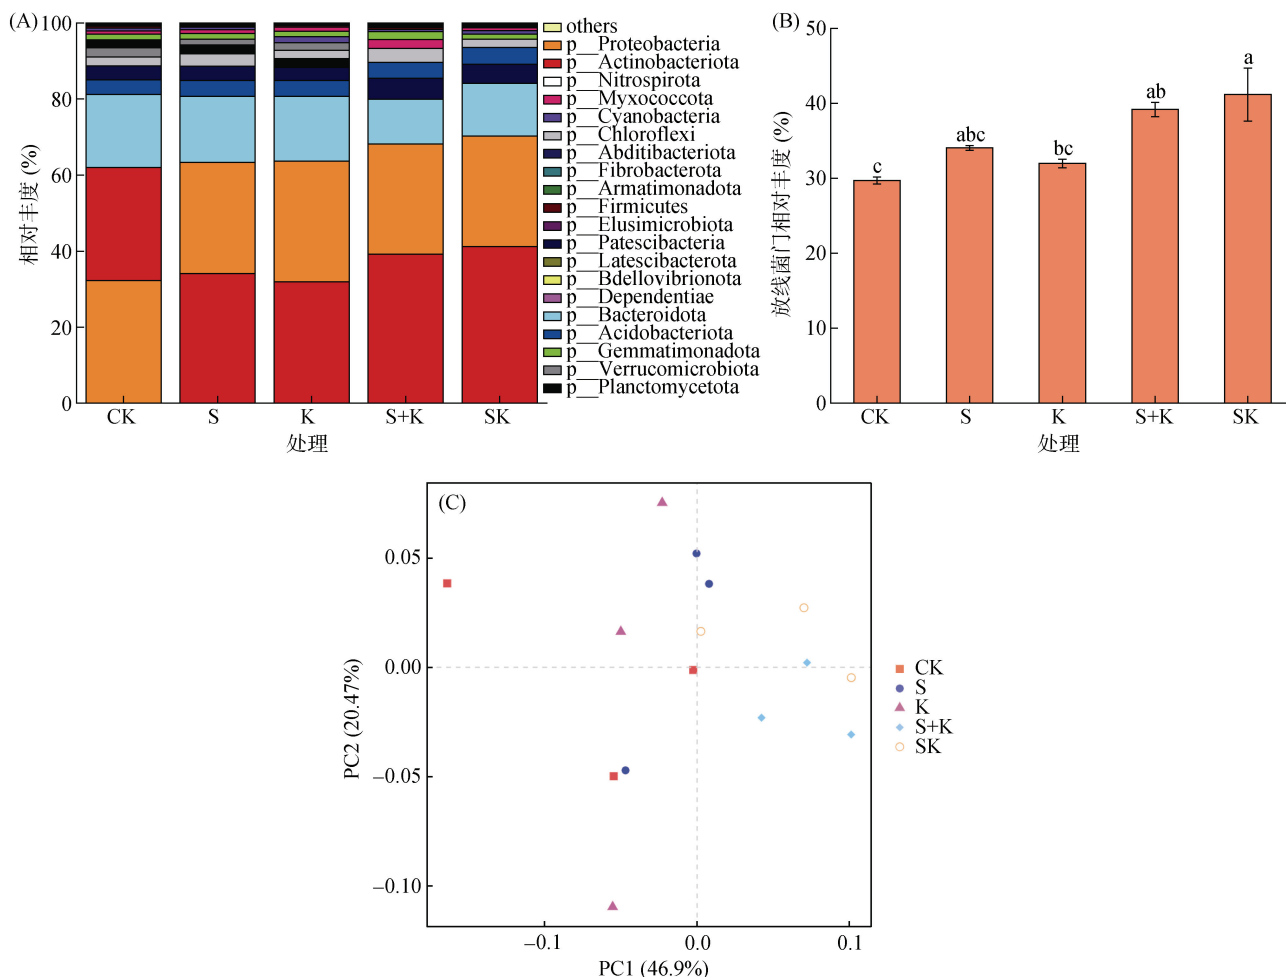 (A)
100
80
60
40
20
0
相对丰度 (%)
CK
S
K
S+K
SK
处理
others
p__Proteobacteria
p__Actinobacteriota
p__Nitrospirota
p__Myxococcota
p__Cyanobacteria
p__Chloroflexi
p__Abditibacteriota
p__Fibrobacterota
p__Armatimonadota
p__Firmicutes
p__Elusimicrobiota
p__Patescibacteria
p__Latescibacterota
p__Bdellovibrionota
p__Dependentiae
p__Bacteroidota
p__Acidobacteriota
p__Gemmatimonadota
p__Verrucomicrobiota
p__Planctomycetota
(B)
50
40
30
20
10
0
放线菌门相对丰度 (%)
c
abc
bc
ab
a
CK
S
K
S+K
SK
处理
(C)
0.05
0.00
−0.05
−0.10
PC2 (20.47%)
−0.1
0.0
0.1
PC1 (46.9%)
CK
S
K
S+K
SK